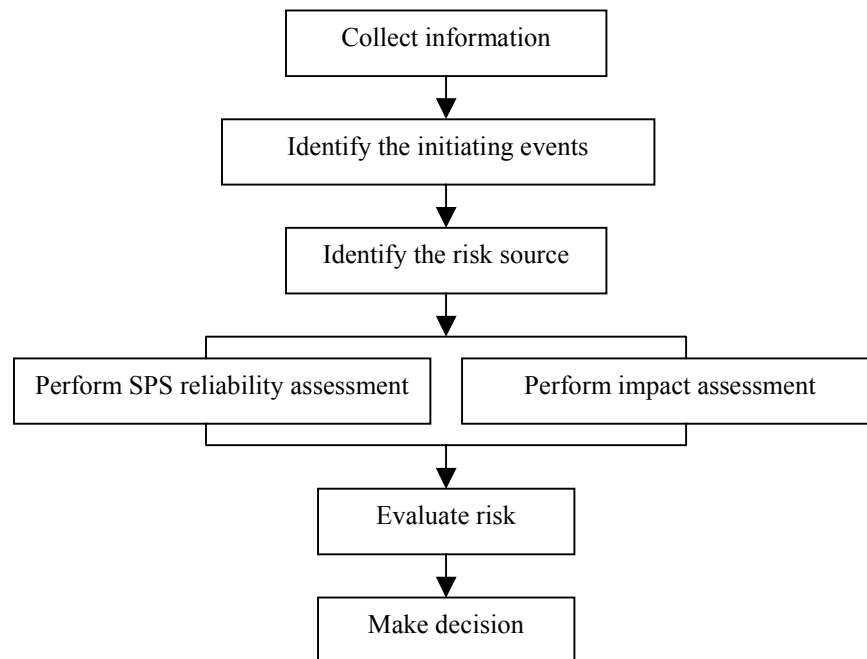 Collect information
Identify the initiating events
Identify the risk source
Perform SPS reliability assessment
Perform impact assessment
Evaluate risk
Make decision